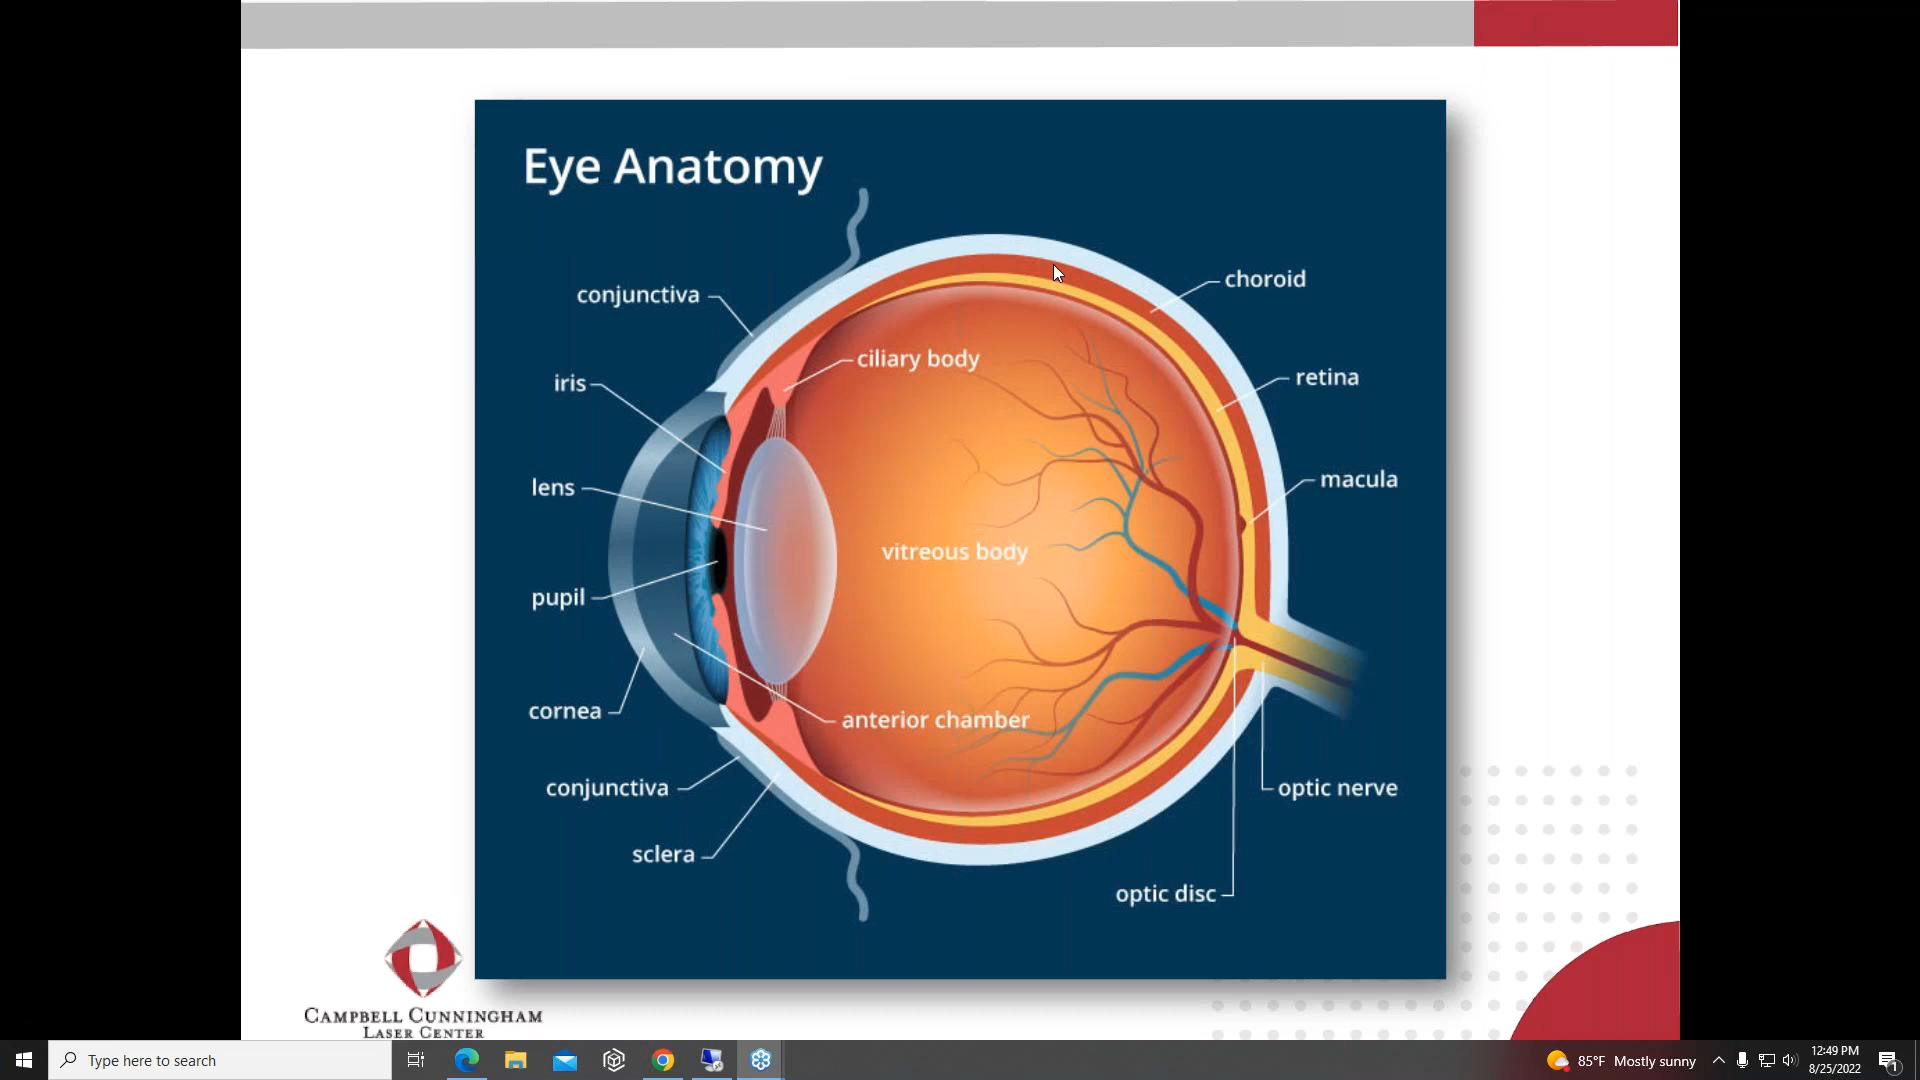 Eye Anatomy
conjunctiva
choroid
ciliary body
retina
iris
macula
lens
vitreous body
pupil
cornea
anterior chamber
conjunctiva
optic nerve
sclera
optic disc
CAMPBELL CUNNINGHAM
LASER CENTER
Type here to search
85°F Mostly sunny
12:49 PM
8/25/2022
1